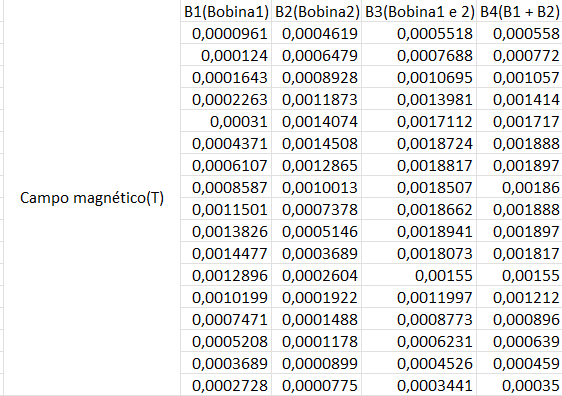 B1(Bobina1) B2(Bobina2) B3(Bobina1 e 2) B4(B1 + B2)
0,0000961 0,0004619 0,0005518 0,000558
0,000124 0,0006479 0,0007688 0,000772
0,0001643 0,0008928 0,0010695 0,001057
0,0002263 0,0011873 0,0013981 0,001414
0,00031 0,0014074 0,0017112 0,001717
0,0004371 0,0014508 0,0018724 0,001888
0,0006107 0,0012865 0,0018817 0,001897
Campo magnético(T) 0,0008587 0,0010013 0,0018507 0,00186
0,0011501 0,0007378 0,0018662 0,001888
0,0013826 0,0005146 0,0018941 0,001897
0,0014477 0,0003689 0,0018073 0,001817
0,0012896 0,0002604 0,00155 0,00155
0,0010199 0,0001922 0,0011997 0,001212
0,0007471 0,0001488 0,0008773 0,000896
0,0005208 0,0001178 0,0006231 0,000639
0,0003689 0,0000899 0,0004526 0,000459
0,0002728 0,0000775 0,0003441 0,00035